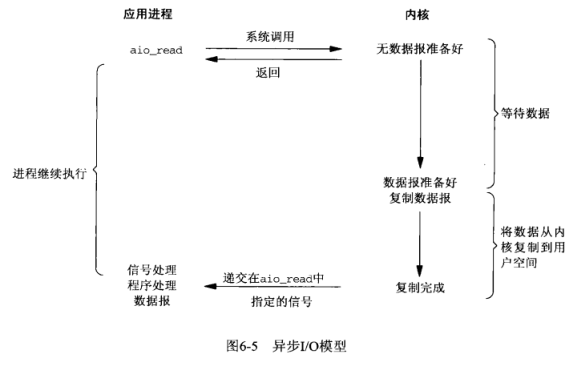 应用进程
内核
系统调用
aio_read
无数据报准备好
返回
等待数据
进程继续执行
数据报准备好
复制数据报
将数据从内
核复制到用
户空间
信号处理
程序处理
数据报
递交在aio_read中
指定的信号
复制完成
图6-5 异步I/O模型